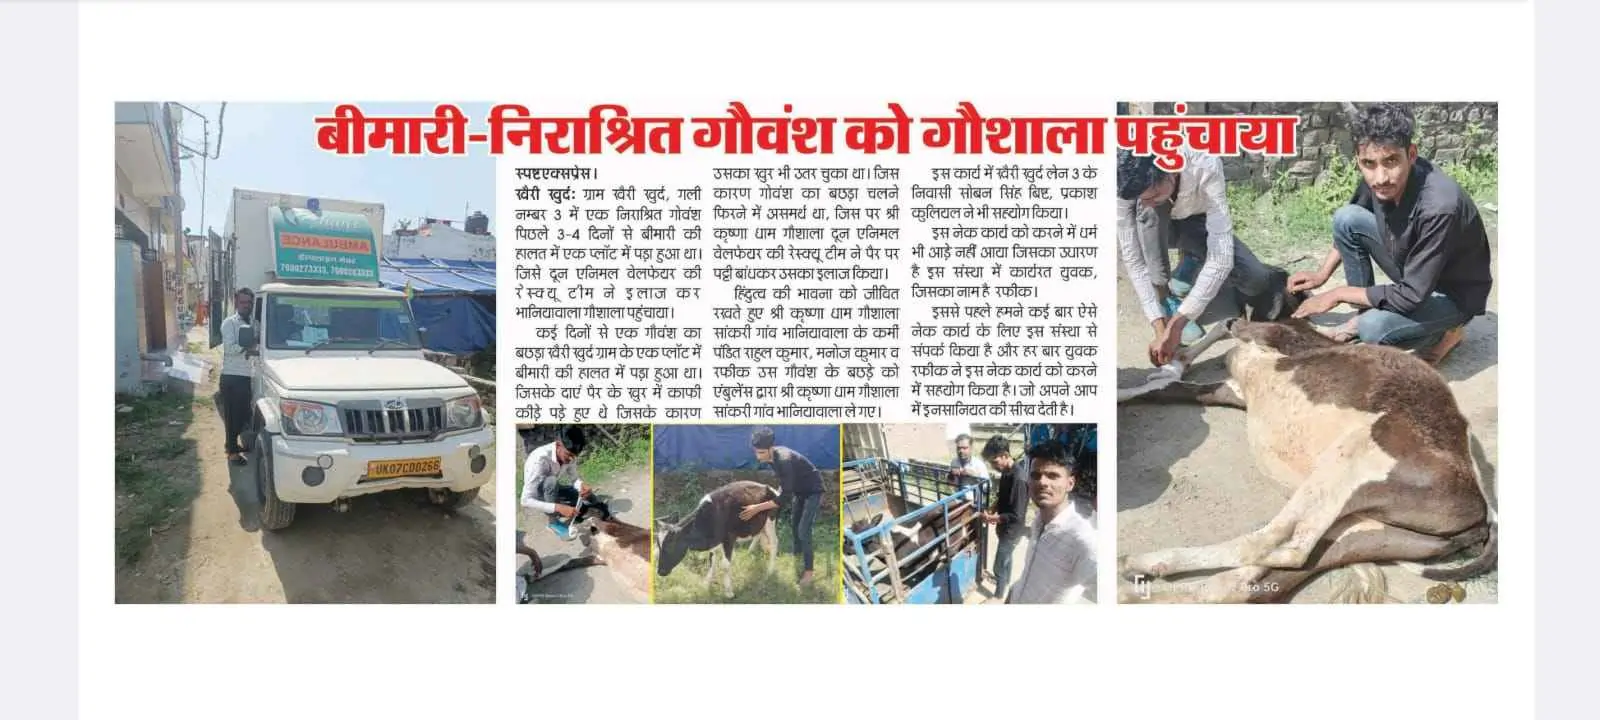 बीमारी-निराश्रित गौवंश को गौशाला पहुंचाया
स्पष्टएक्सप्रेस।
खैरी खुर्द: ग्राम खैरी खुर्द, गली
नम्बर 3 में एक निराश्रित गोवंश
पिछले 3-4 दिनों से बीमारी की
हालत में एक प्लॉट में पड़ा हुआ था।
जिसे दून एनिमल वेलफेयर की
रेस्क्यू टीम ने इलाज कर
भानियावाला गौशाला पहुंचाया।
कई दिनों से एक गौवंश का
बछड़ा खैरी खुर्द ग्राम के एक प्लॉट में
बीमारी की हालत में पड़ा हुआ था।
जिसके दाएं पैर के खुर में काफी
कीड़े पड़े हुए थे जिसके कारण
उसका खुर भी उतर चुका था। जिस
कारण गोवंश का बछड़ा चलने
फिरने में असमर्थ था, जिस पर श्री
कृष्णा धाम गौशाला दून एनिमल
वेलफेयर की रेस्क्यू टीम ने पैर पर
पट्टी बांधकर उसका इलाज किया।
हिंदुत्व की भावना को जीवित
रखते हुए श्री कृष्णा धाम गौशाला
सांकरी गांव भानियावाला के कर्मी
पंडित राहुल कुमार, मनोज कुमार व
रफीक उस गौवंश के बछड़े को
एंबुलेंस द्वारा श्री कृष्णा धाम गौशाला
सांकरी गांव भानियावाला ले गए।
इस कार्य में खैरी खुर्द लेन 3 के
निवासी सोबन सिंह बिष्ट, प्रकाश
कुलियाल ने भी सहयोग किया।
इस नेक कार्य को करने में धर्म
भी आड़े नहीं आया जिसका उधारण
है इस संस्था में कार्यरत युवक,
जिसका नाम है रफीक।
इससे पहले हमने कई बार ऐसे
नेक कार्य के लिए इस संस्था से
संपर्क किया है और हर बार युवक
रफीक ने इस नेक कार्य को करने
में सहयोग किया है। जो अपने आप
में इनसानियत की सीख देती है।
AMBULANCE
UK07CD0266
Pro 5G